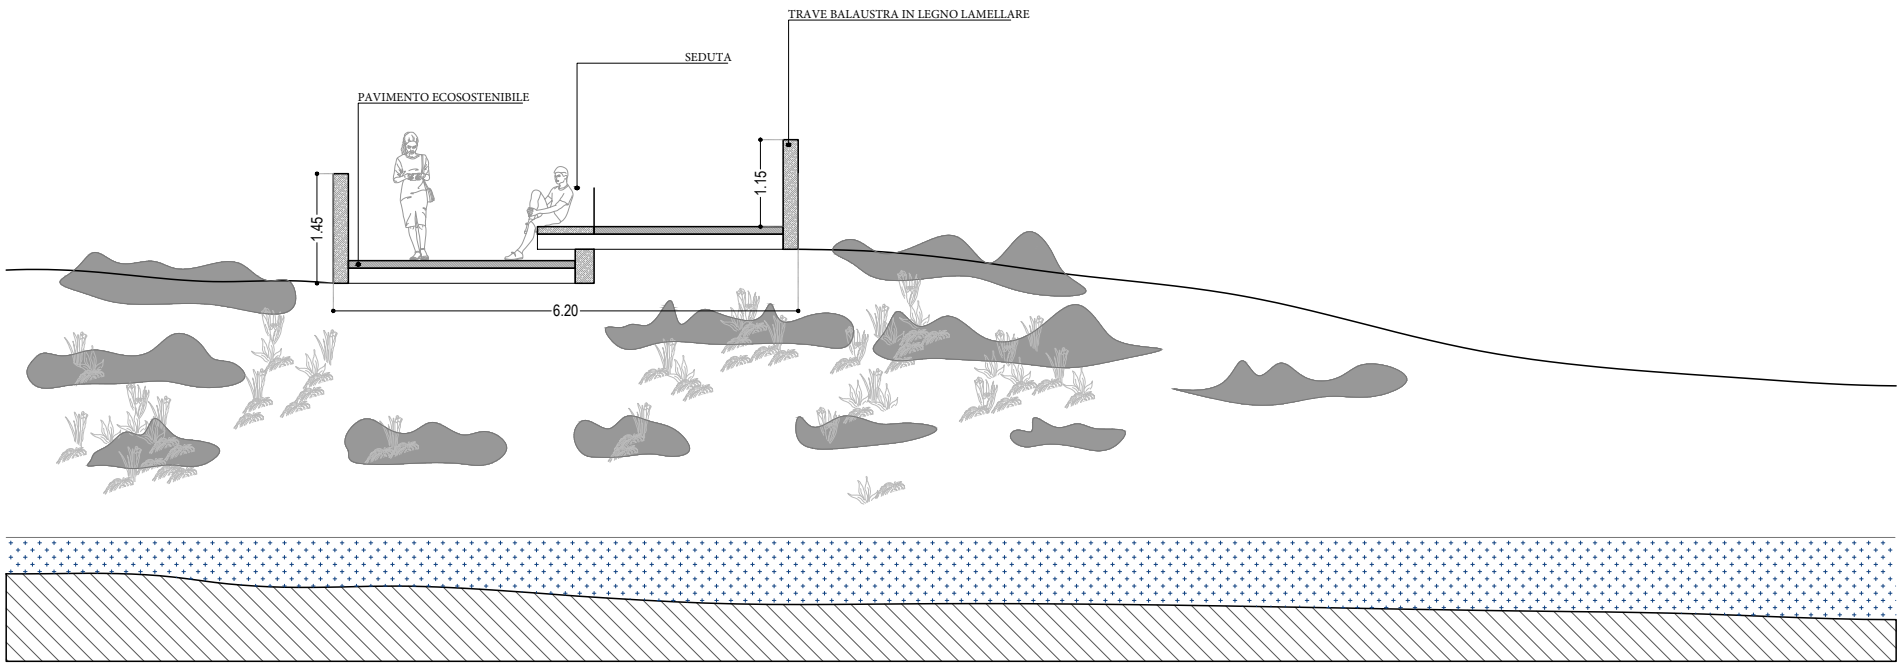 TRAVE BALAUSTRA IN LEGNO LAMELLARE
SEDUTA
PAVIMENTO ECOSOSTENIBILE
1.15
1.45
6.20